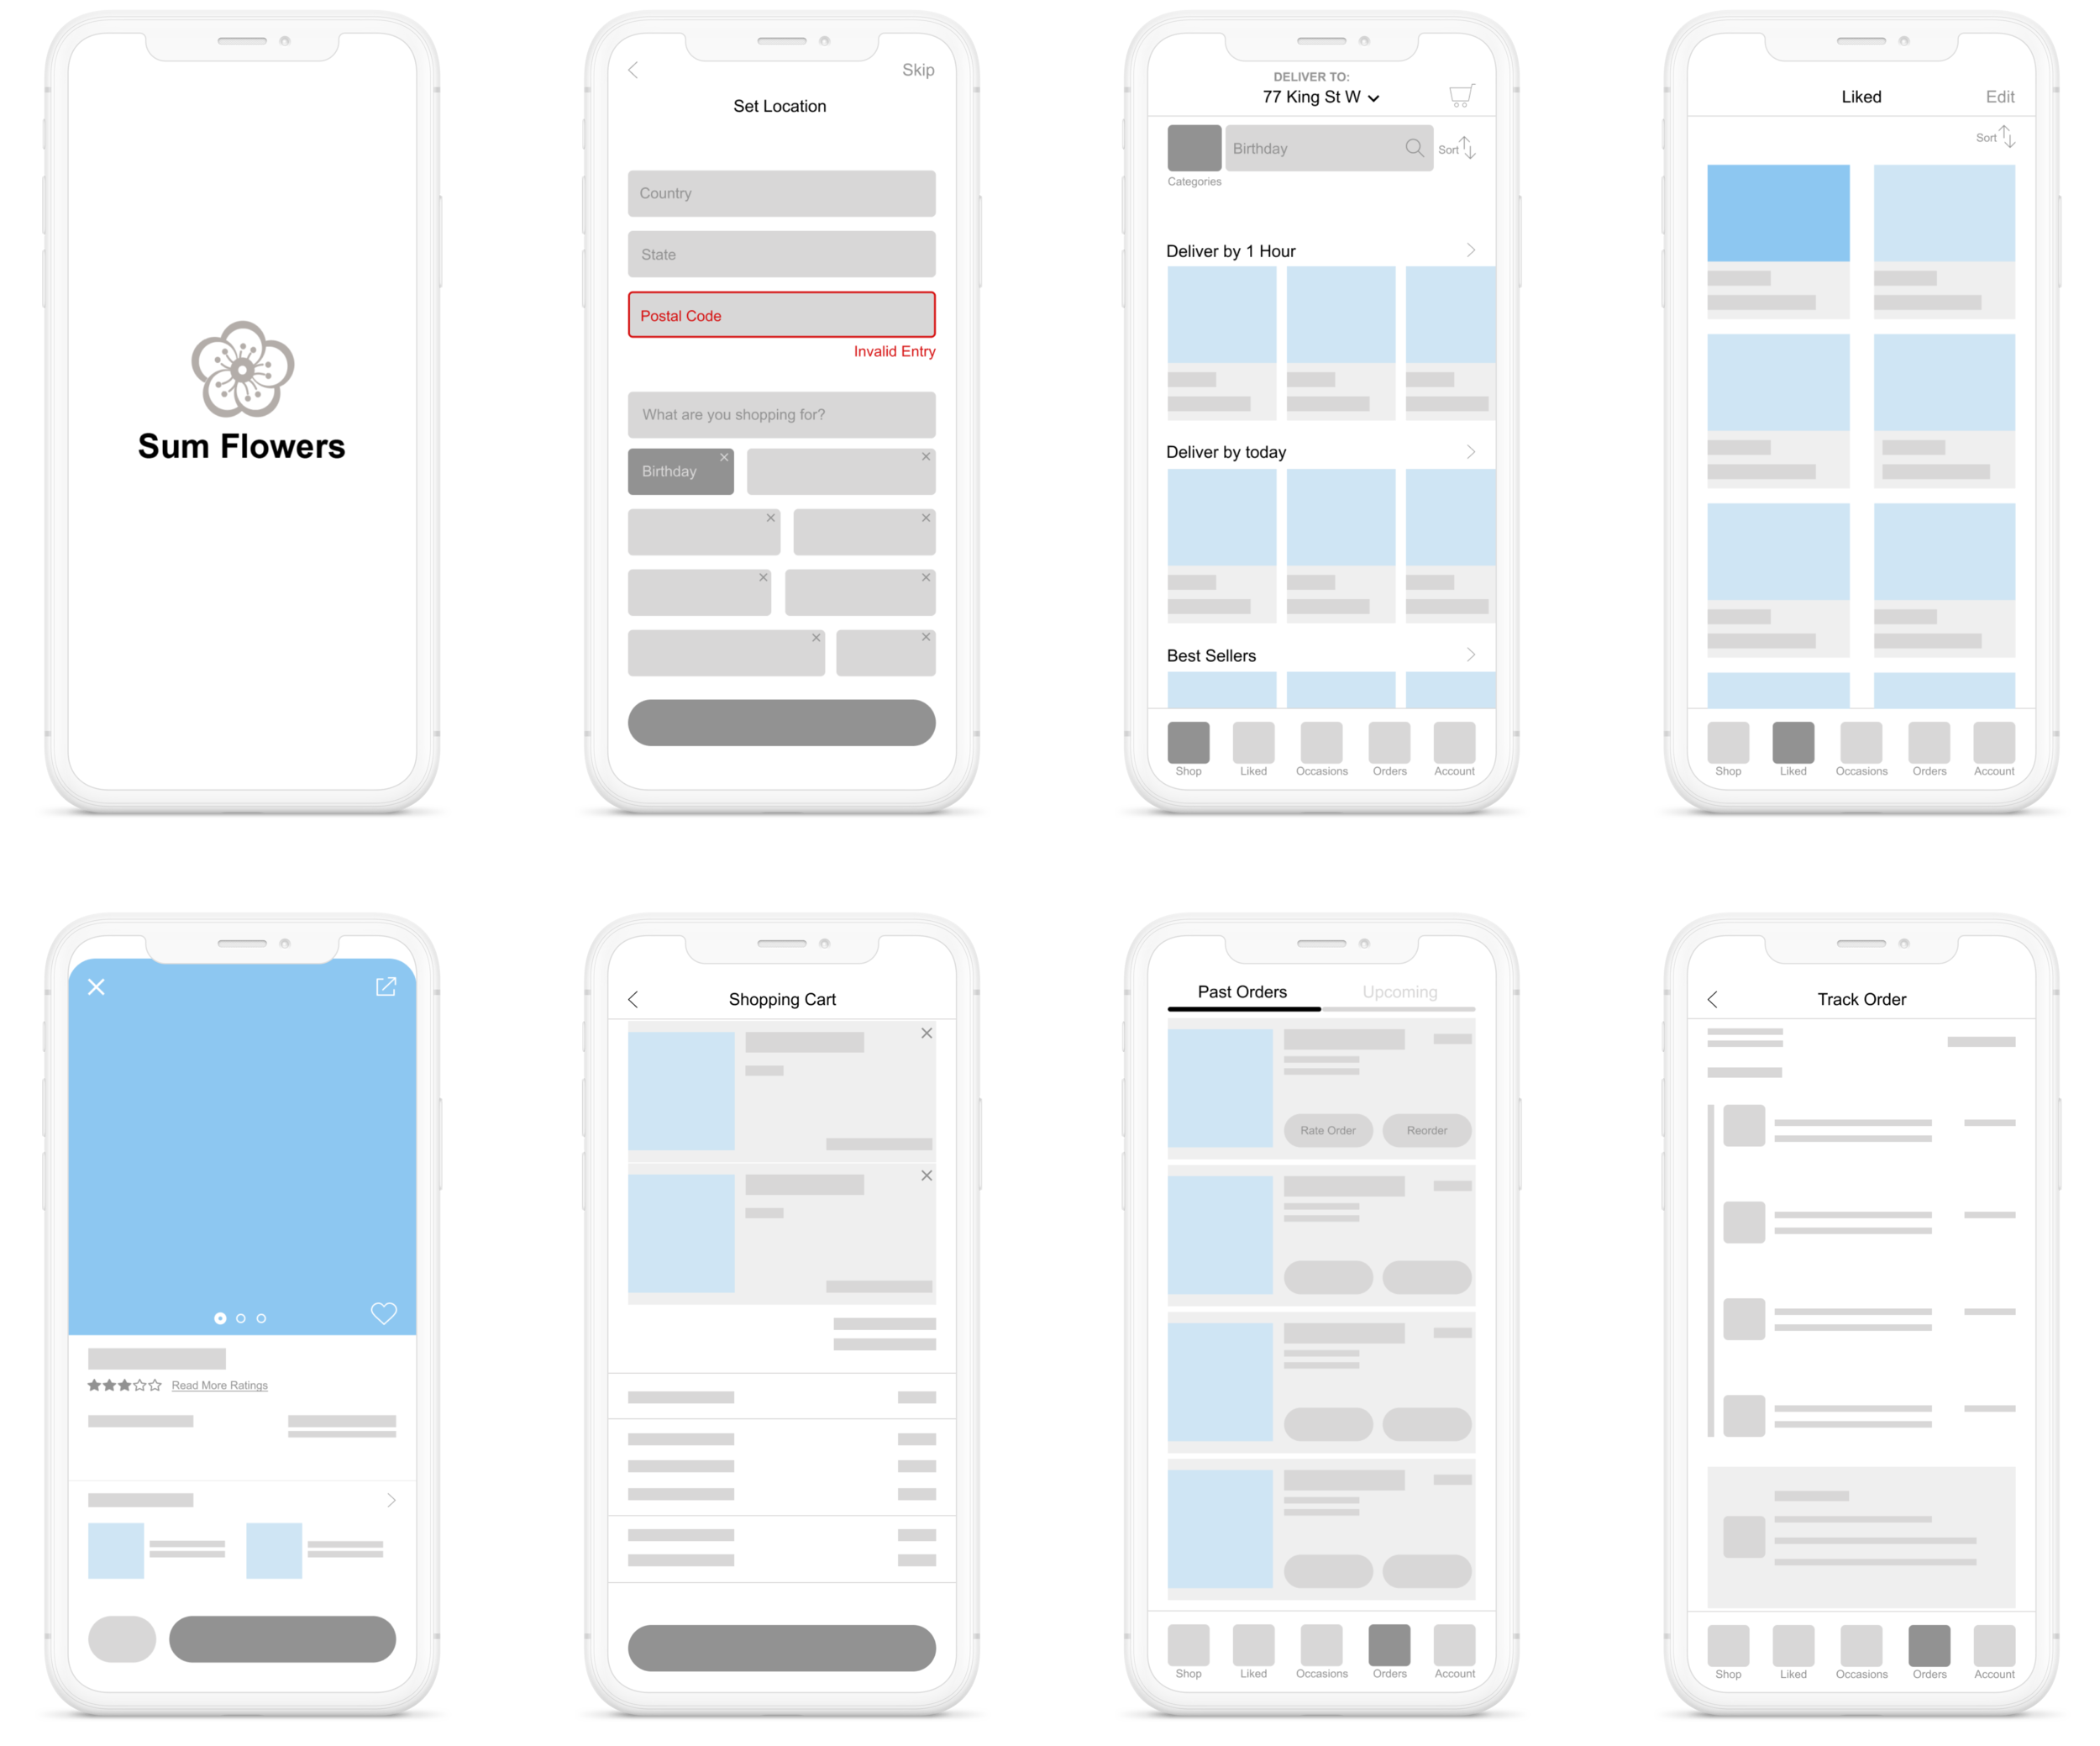 Sum Flowers
Skip
Set Location
Country
State
Postal Code
Invalid Entry
What are you shopping for?
Birthday
DELIVER TO:
77 King St W
Birthday
Sort
Categories
Deliver by 1 Hour
Deliver by today
Best Sellers
Shop Liked Occasions Orders Account
Liked
Edit
Sort
Shop Liked Occasions Orders Account
Read More Ratings
Shopping Cart
Past Orders Upcoming
Rate Order Reorder
Shop Liked Occasions Orders Account
Track Order
Shop Liked Occasions Orders Account